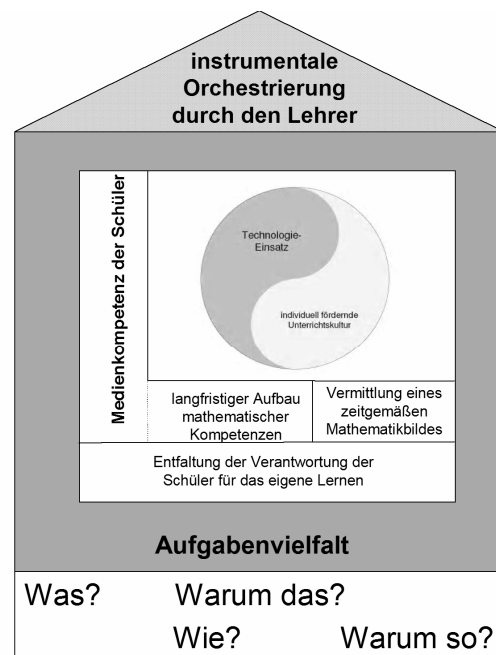 instrumentale
Orchestrierung
durch den Lehrer
Medienkompetenz der Schüler
Technologie-
Einsatz
individuell fördernde
Unterrichtskultur
langfristiger Aufbau
mathematischer
Kompetenzen
Vermittlung eines
zeitgemäßen
Mathematikbildes
Entfaltung der Verantwortung der
Schüler für das eigene Lernen
Aufgabenvielfalt
Was? Warum das?
Wie? Warum so?